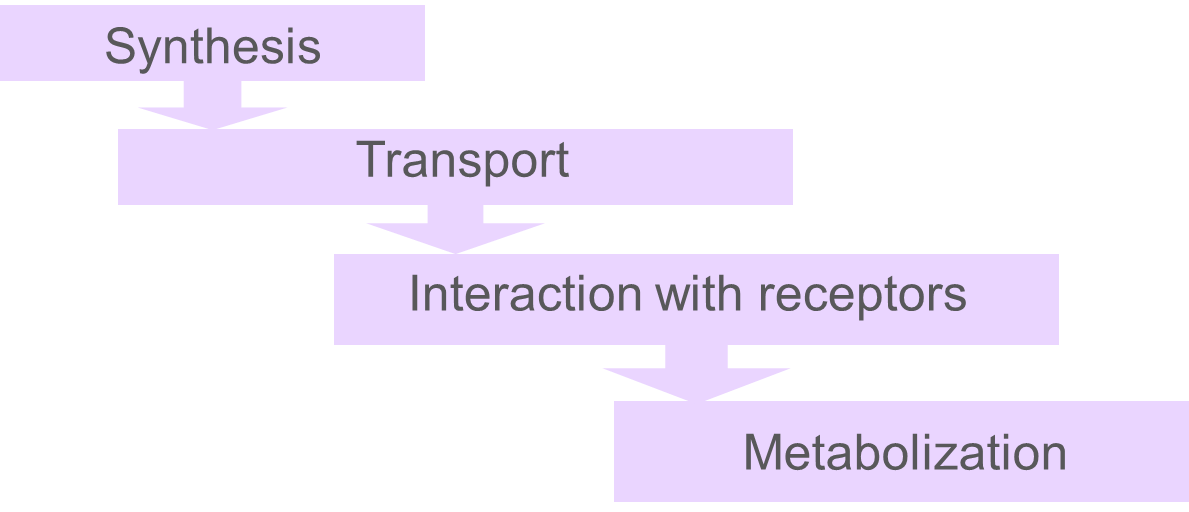 Synthesis
Transport
Interaction with receptors
Metabolization